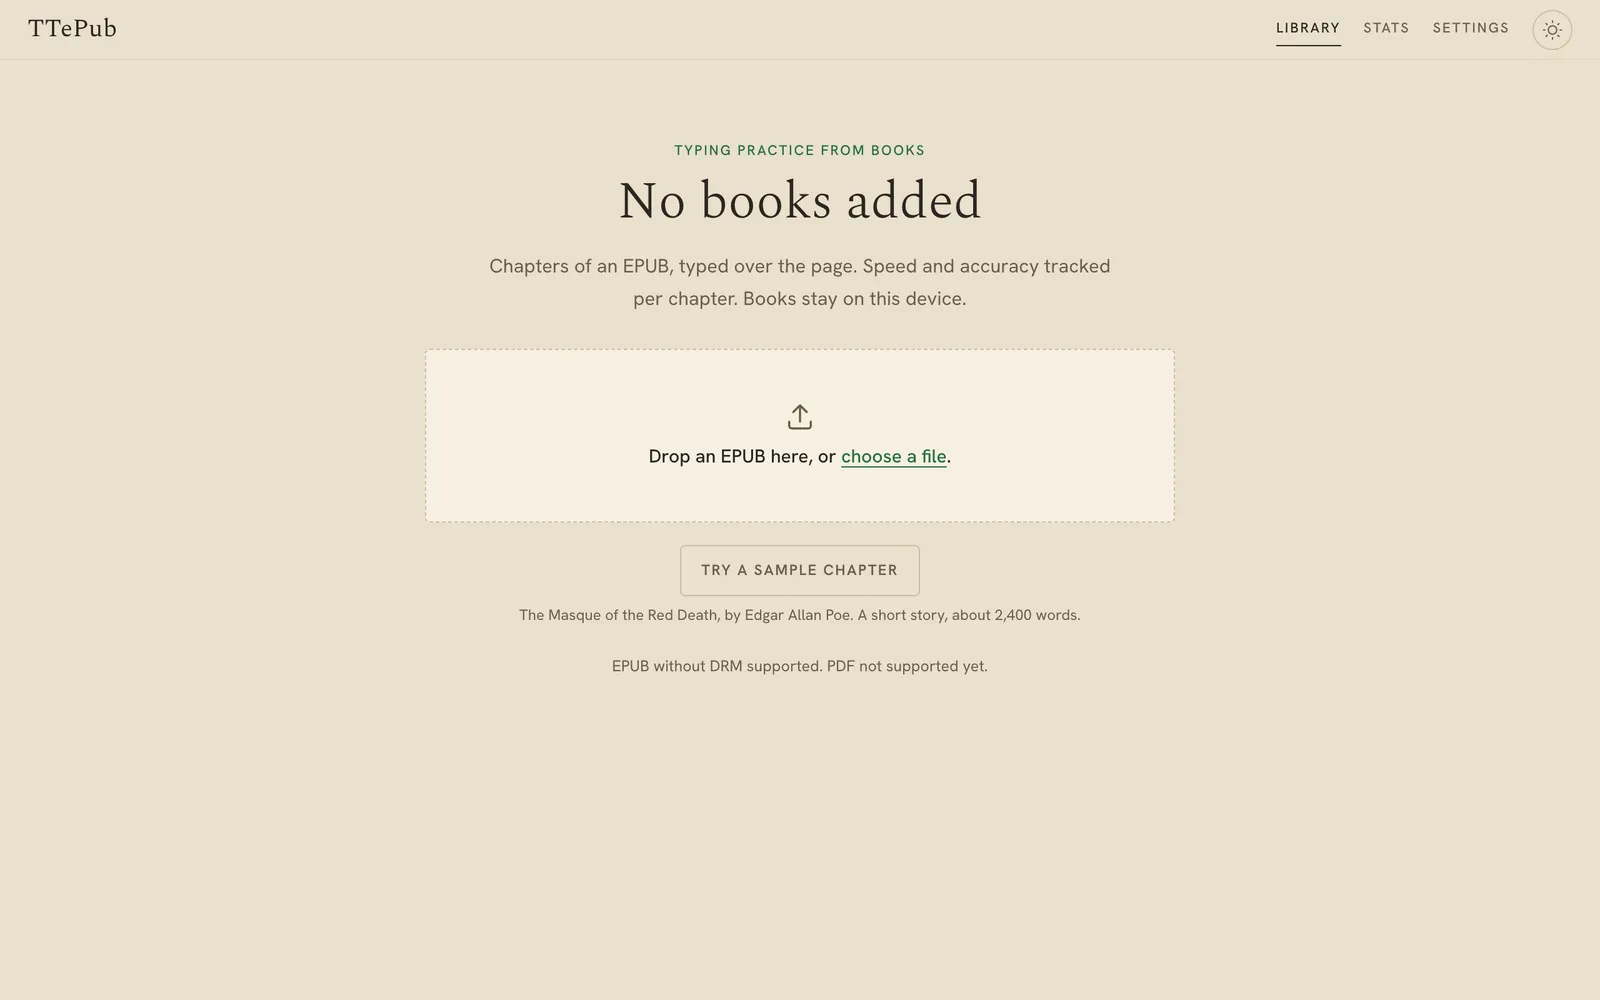 TTePub
LIBRARY STATS SETTINGS
TYPING PRACTICE FROM BOOKS
No books added
Chapters of an EPUB, typed over the page. Speed and accuracy tracked
per chapter. Books stay on this device.
Drop an EPUB here, or choose a file.
TRY A SAMPLE CHAPTER
The Masque of the Red Death, by Edgar Allan Poe. A short story, about 2,400 words.
EPUB without DRM supported. PDF not supported yet.